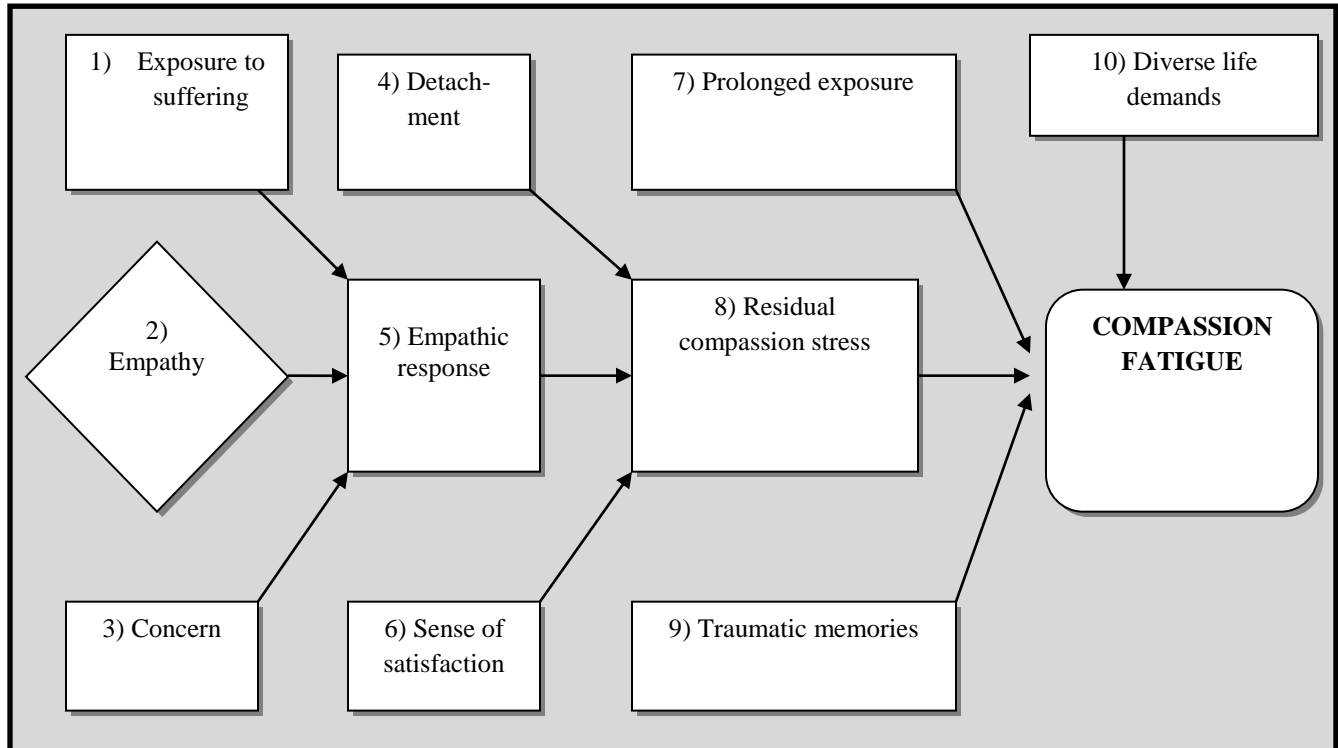 1) Exposure to
suffering
4) Detach-
ment
7) Prolonged exposure
10) Diverse life
demands
2)
Empathy
5) Empathic
response
8) Residual
compassion stress
COMPASSION
FATIGUE
3) Concern
6) Sense of
satisfaction
9) Traumatic memories